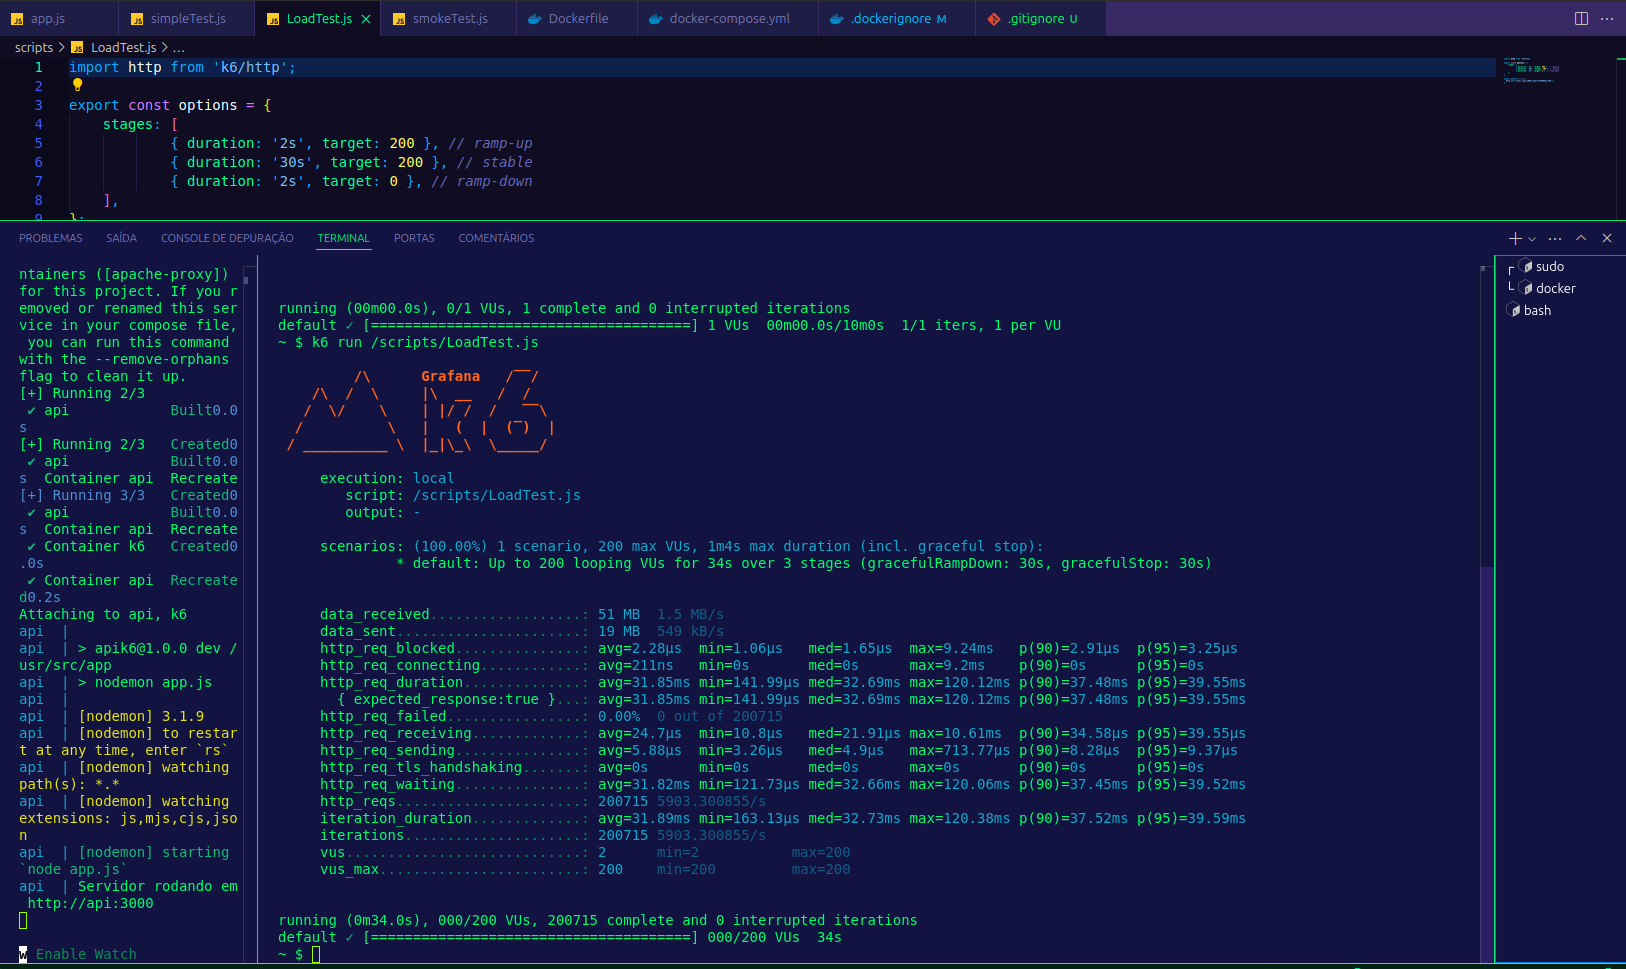 app.js simpleTest.js LoadTest.js smokeTest.js Dockerfile docker-compose.yml .dockerignore M .gitignore U
scripts > LoadTest.js > ...
1 import http from 'k6/http';
2
3 export const options = {
4 stages: [
5 { duration: '2s', target: 200 }, // ramp-up
6 { duration: '30s', target: 200 }, // stable
7 { duration: '2s', target: 0 }, // ramp-down
8 ],
9 };
PROBLEMAS SAÍDA CONSOLE DE DEPURAÇÃO TERMINAL PORTAS COMENTÁRIOS
ntainers ([apache-proxy])
for this project. If you r
emoved or renamed this ser
vice in your compose file,
you can run this command
with the --remove-orphans
flag to clean it up.
[+] Running 2/3
✔ api Built0.0
s
[+] Running 2/3 Created0
✔ api Built0.0
s Container api Recreate
[+] Running 3/3 Created0
✔ api Built0.0
s Container api Recreate
✔ Container k6 Created0
.0s
✔ Container api Recreate
d0.2s
Attaching to api, k6
api |
api | > apik6@1.0.0 dev /
usr/src/app
api | > nodemon app.js
api |
api | [nodemon] 3.1.9
api | [nodemon] to restar
t at any time, enter `rs`
api | [nodemon] watching
path(s): *.*
api | [nodemon] watching
extensions: js,mjs,cjs,jso
n
api | [nodemon] starting
`node app.js`
api | Servidor rodando em
http://api:3000
w Enable Watch
running (00m00.0s), 0/1 VUs, 1 complete and 0 interrupted iterations
default ✓ [======================================] 1 VUs 00m00.0s/10m0s 1/1 iters, 1 per VU
~ $ k6 run /scripts/LoadTest.js
Grafana
execution: local
script: /scripts/LoadTest.js
output: -
scenarios: (100.00%) 1 scenario, 200 max VUs, 1m4s max duration (incl. graceful stop):
* default: Up to 200 looping VUs for 34s over 3 stages (gracefulRampDown: 30s, gracefulStop: 30s)
data_received..................: 51 MB 1.5 MB/s
data_sent......................: 19 MB 549 kB/s
http_req_blocked...............: avg=2.28µs min=1.06µs med=1.65µs max=9.24ms p(90)=2.91µs p(95)=3.25µs
http_req_connecting............: avg=211ns min=0s med=0s max=9.2ms p(90)=0s p(95)=0s
http_req_duration..............: avg=31.85ms min=141.99µs med=32.69ms max=120.12ms p(90)=37.48ms p(95)=39.55ms
{ expected_response:true }...: avg=31.85ms min=141.99µs med=32.69ms max=120.12ms p(90)=37.48ms p(95)=39.55ms
http_req_failed................: 0.00% 0 out of 200715
http_req_receiving.............: avg=24.7µs min=10.8µs med=21.91µs max=10.61ms p(90)=34.58µs p(95)=39.55µs
http_req_sending...............: avg=5.88µs min=3.26µs med=4.9µs max=713.77µs p(90)=8.28µs p(95)=9.37µs
http_req_tls_handshaking.......: avg=0s min=0s med=0s max=0s p(90)=0s p(95)=0s
http_req_waiting...............: avg=31.82ms min=121.73µs med=32.66ms max=120.06ms p(90)=37.45ms p(95)=39.52ms
http_reqs......................: 200715 5903.300855/s
iteration_duration.............: avg=31.89ms min=163.13µs med=32.73ms max=120.38ms p(90)=37.52ms p(95)=39.59ms
iterations.....................: 200715 5903.300855/s
vus............................: 2 min=2 max=200
vus_max........................: 200 min=200 max=200
running (0m34.0s), 000/200 VUs, 200715 complete and 0 interrupted iterations
default ✓ [======================================] 000/200 VUs 34s
~ $
sudo
docker
bash